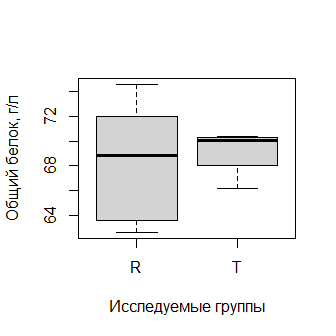 Общий белок, г/л
72
68
64
R
T
Исследуемые группы